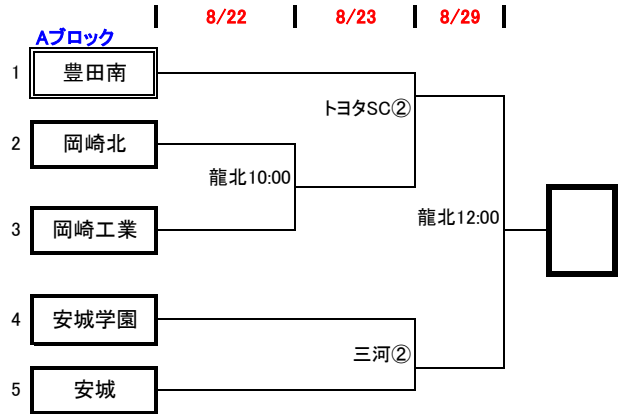 8/22 8/23 8/29
Aブロック
1 豊田南
トヨタSC②
2 岡崎北
龍北10:00
龍北12:00
3 岡崎工業
4 安城学園
三河②
5 安城